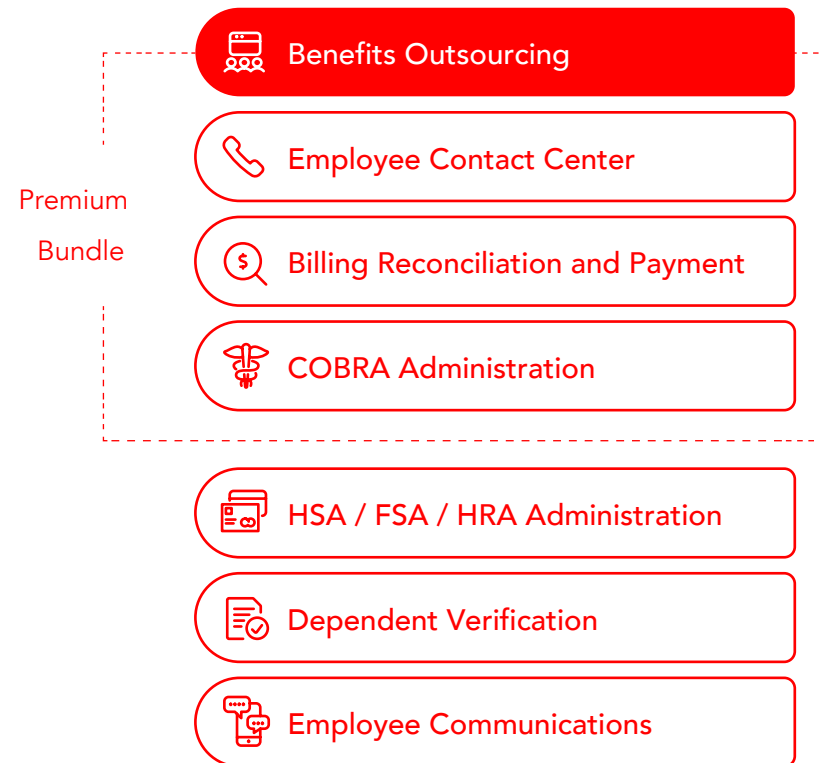 Benefits Outsourcing
Employee Contact Center
Premium
Bundle
Billing Reconciliation and Payment
COBRA Administration
HSA / FSA / HRA Administration
Dependent Verification
Employee Communications